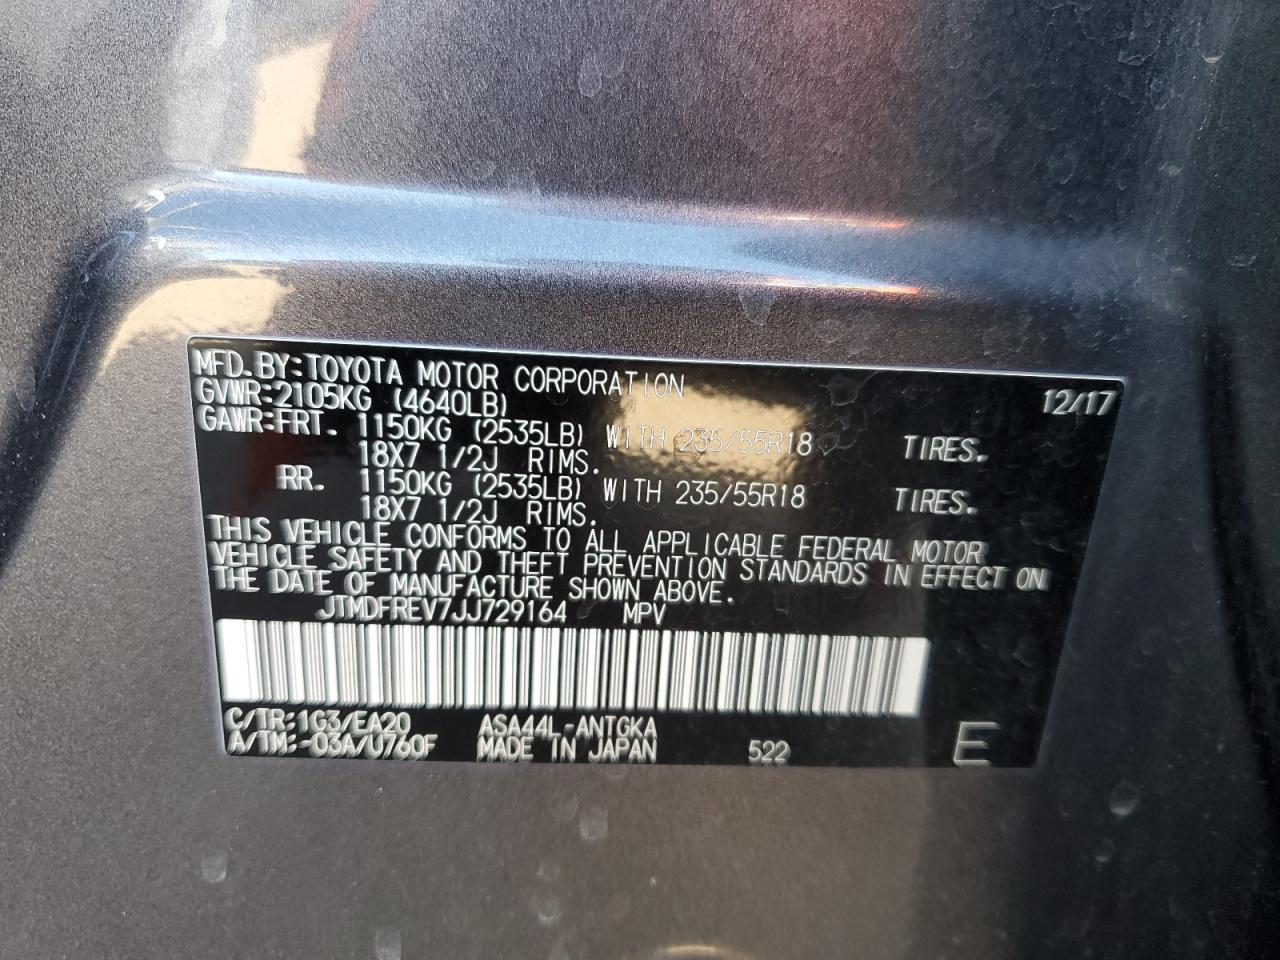 MFD.BY:TOYOTA MOTOR CORPORATION 12/17
GVWR:2105KG (4640LB)
GAWR:FRT. 1150KG (2535LB) WITH 235/55R18 TIRES.
18X7 1/2J RIMS.
RR. 1150KG (2535LB) WITH 235/55R18 TIRES.
18X7 1/2J RIMS.
THIS VEHICLE CONFORMS TO ALL APPLICABLE FEDERAL MOTOR
VEHICLE SAFETY AND THEFT PREVENTION STANDARDS IN EFFECT ON
THE DATE OF MANUFACTURE SHOWN ABOVE.
JTMDFREV7JJ729164 MPV
C/TR:1G3/EA20 ASA44L-ANTGKA
A/TM:-03A/U760F MADE IN JAPAN 522 E